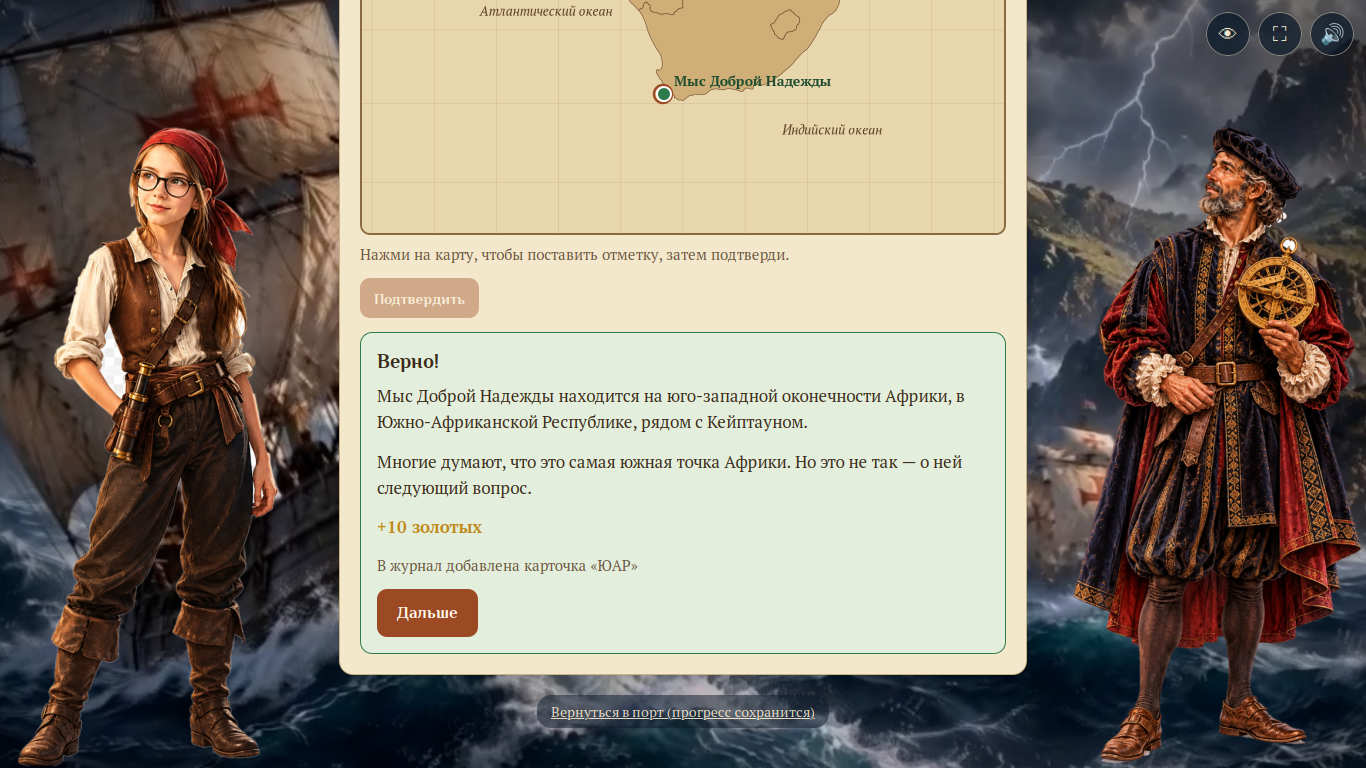 Атлантический океан
Мыс Доброй Надежды
Индийский океан
Нажми на карту, чтобы поставить отметку, затем подтверди.
Подтвердить
Верно!
Мыс Доброй Надежды находится на юго-западной оконечности Африки, в
Южно-Африканской Республике, рядом с Кейптауном.
Многие думают, что это самая южная точка Африки. Но это не так — о ней
следующий вопрос.
+10 золотых
В журнал добавлена карточка «ЮАР»
Дальше
Вернуться в порт (прогресс сохранится)